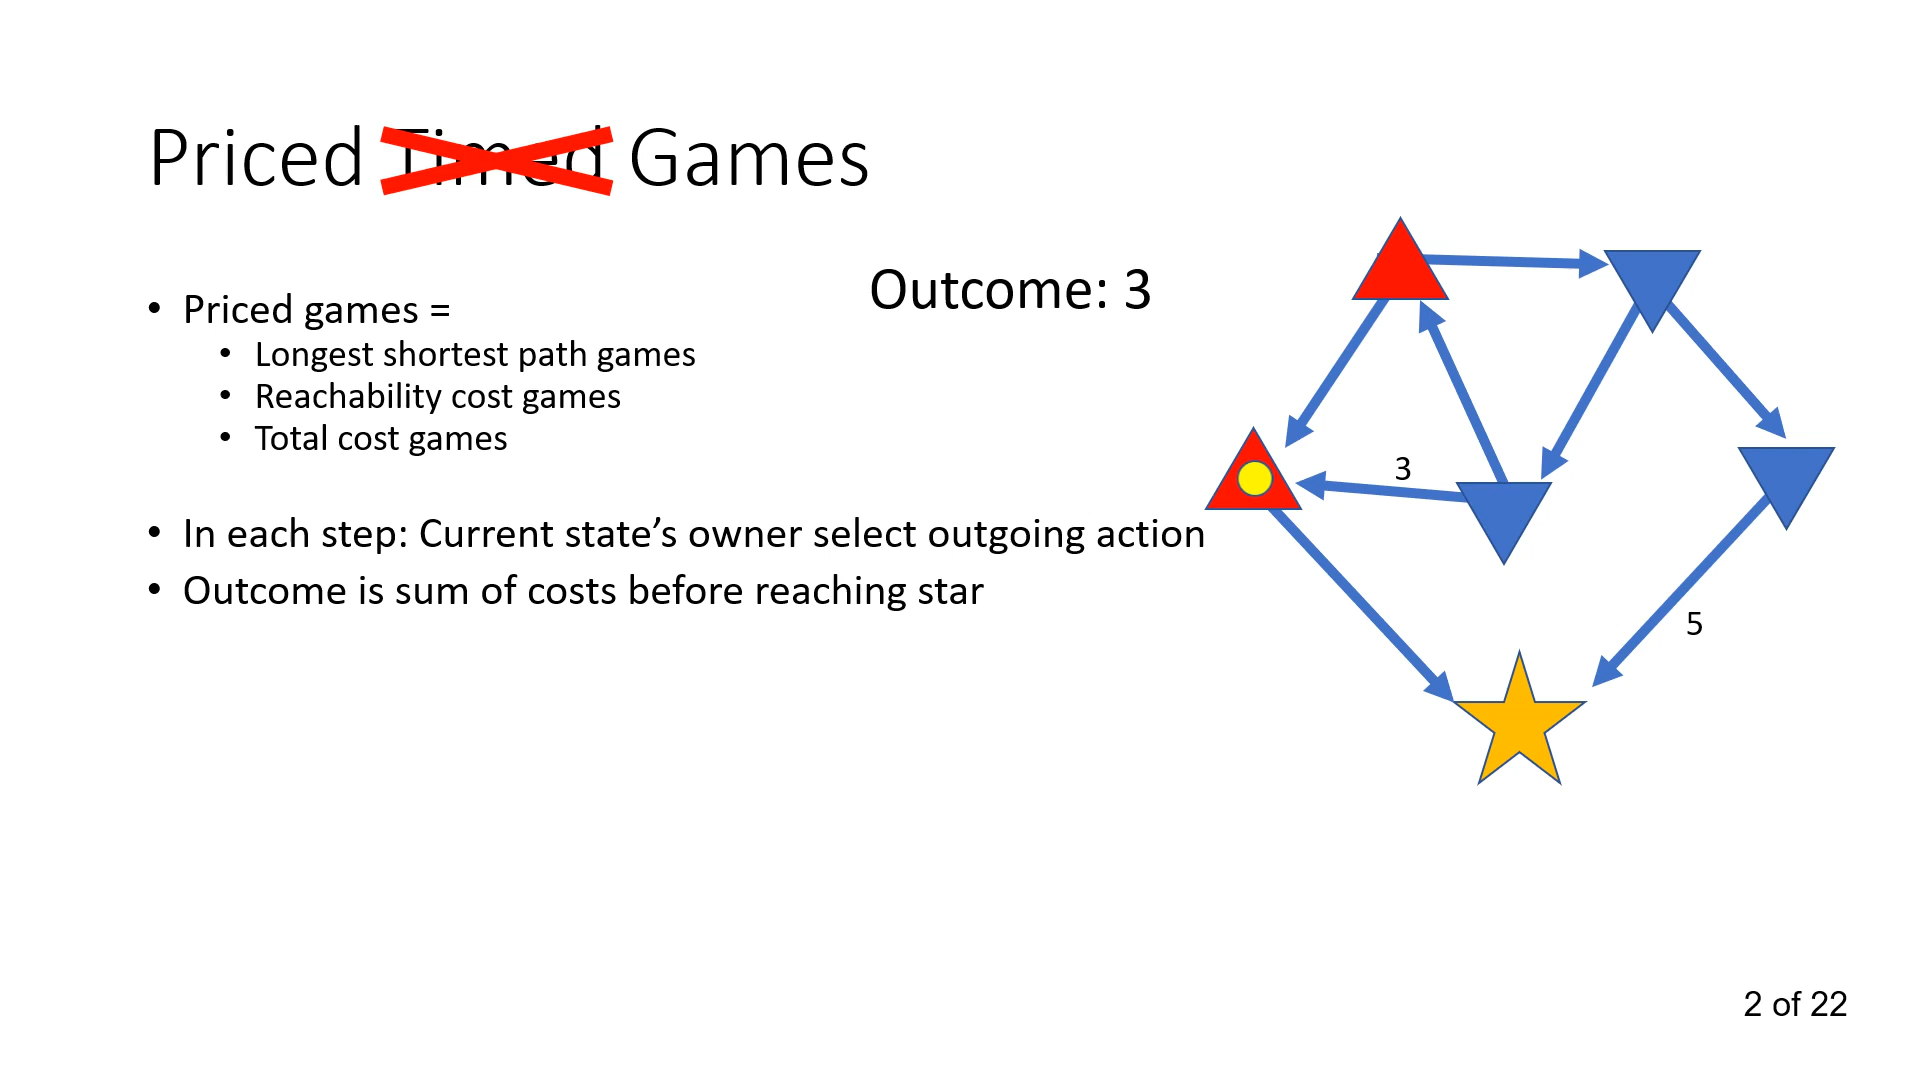 Priced Timed Games
Outcome: 3
• Priced games =
• Longest shortest path games
• Reachability cost games
• Total cost games
• In each step: Current state’s owner select outgoing action
• Outcome is sum of costs before reaching star
3
5
2 of 22